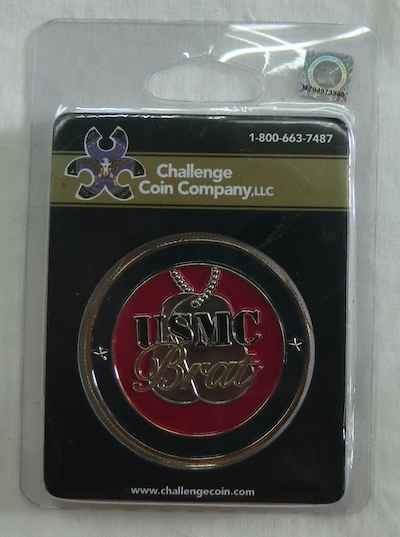 1-800-663-7487
Challenge
Coin Company,LLC
USMC
Brat
www.challengecoin.com